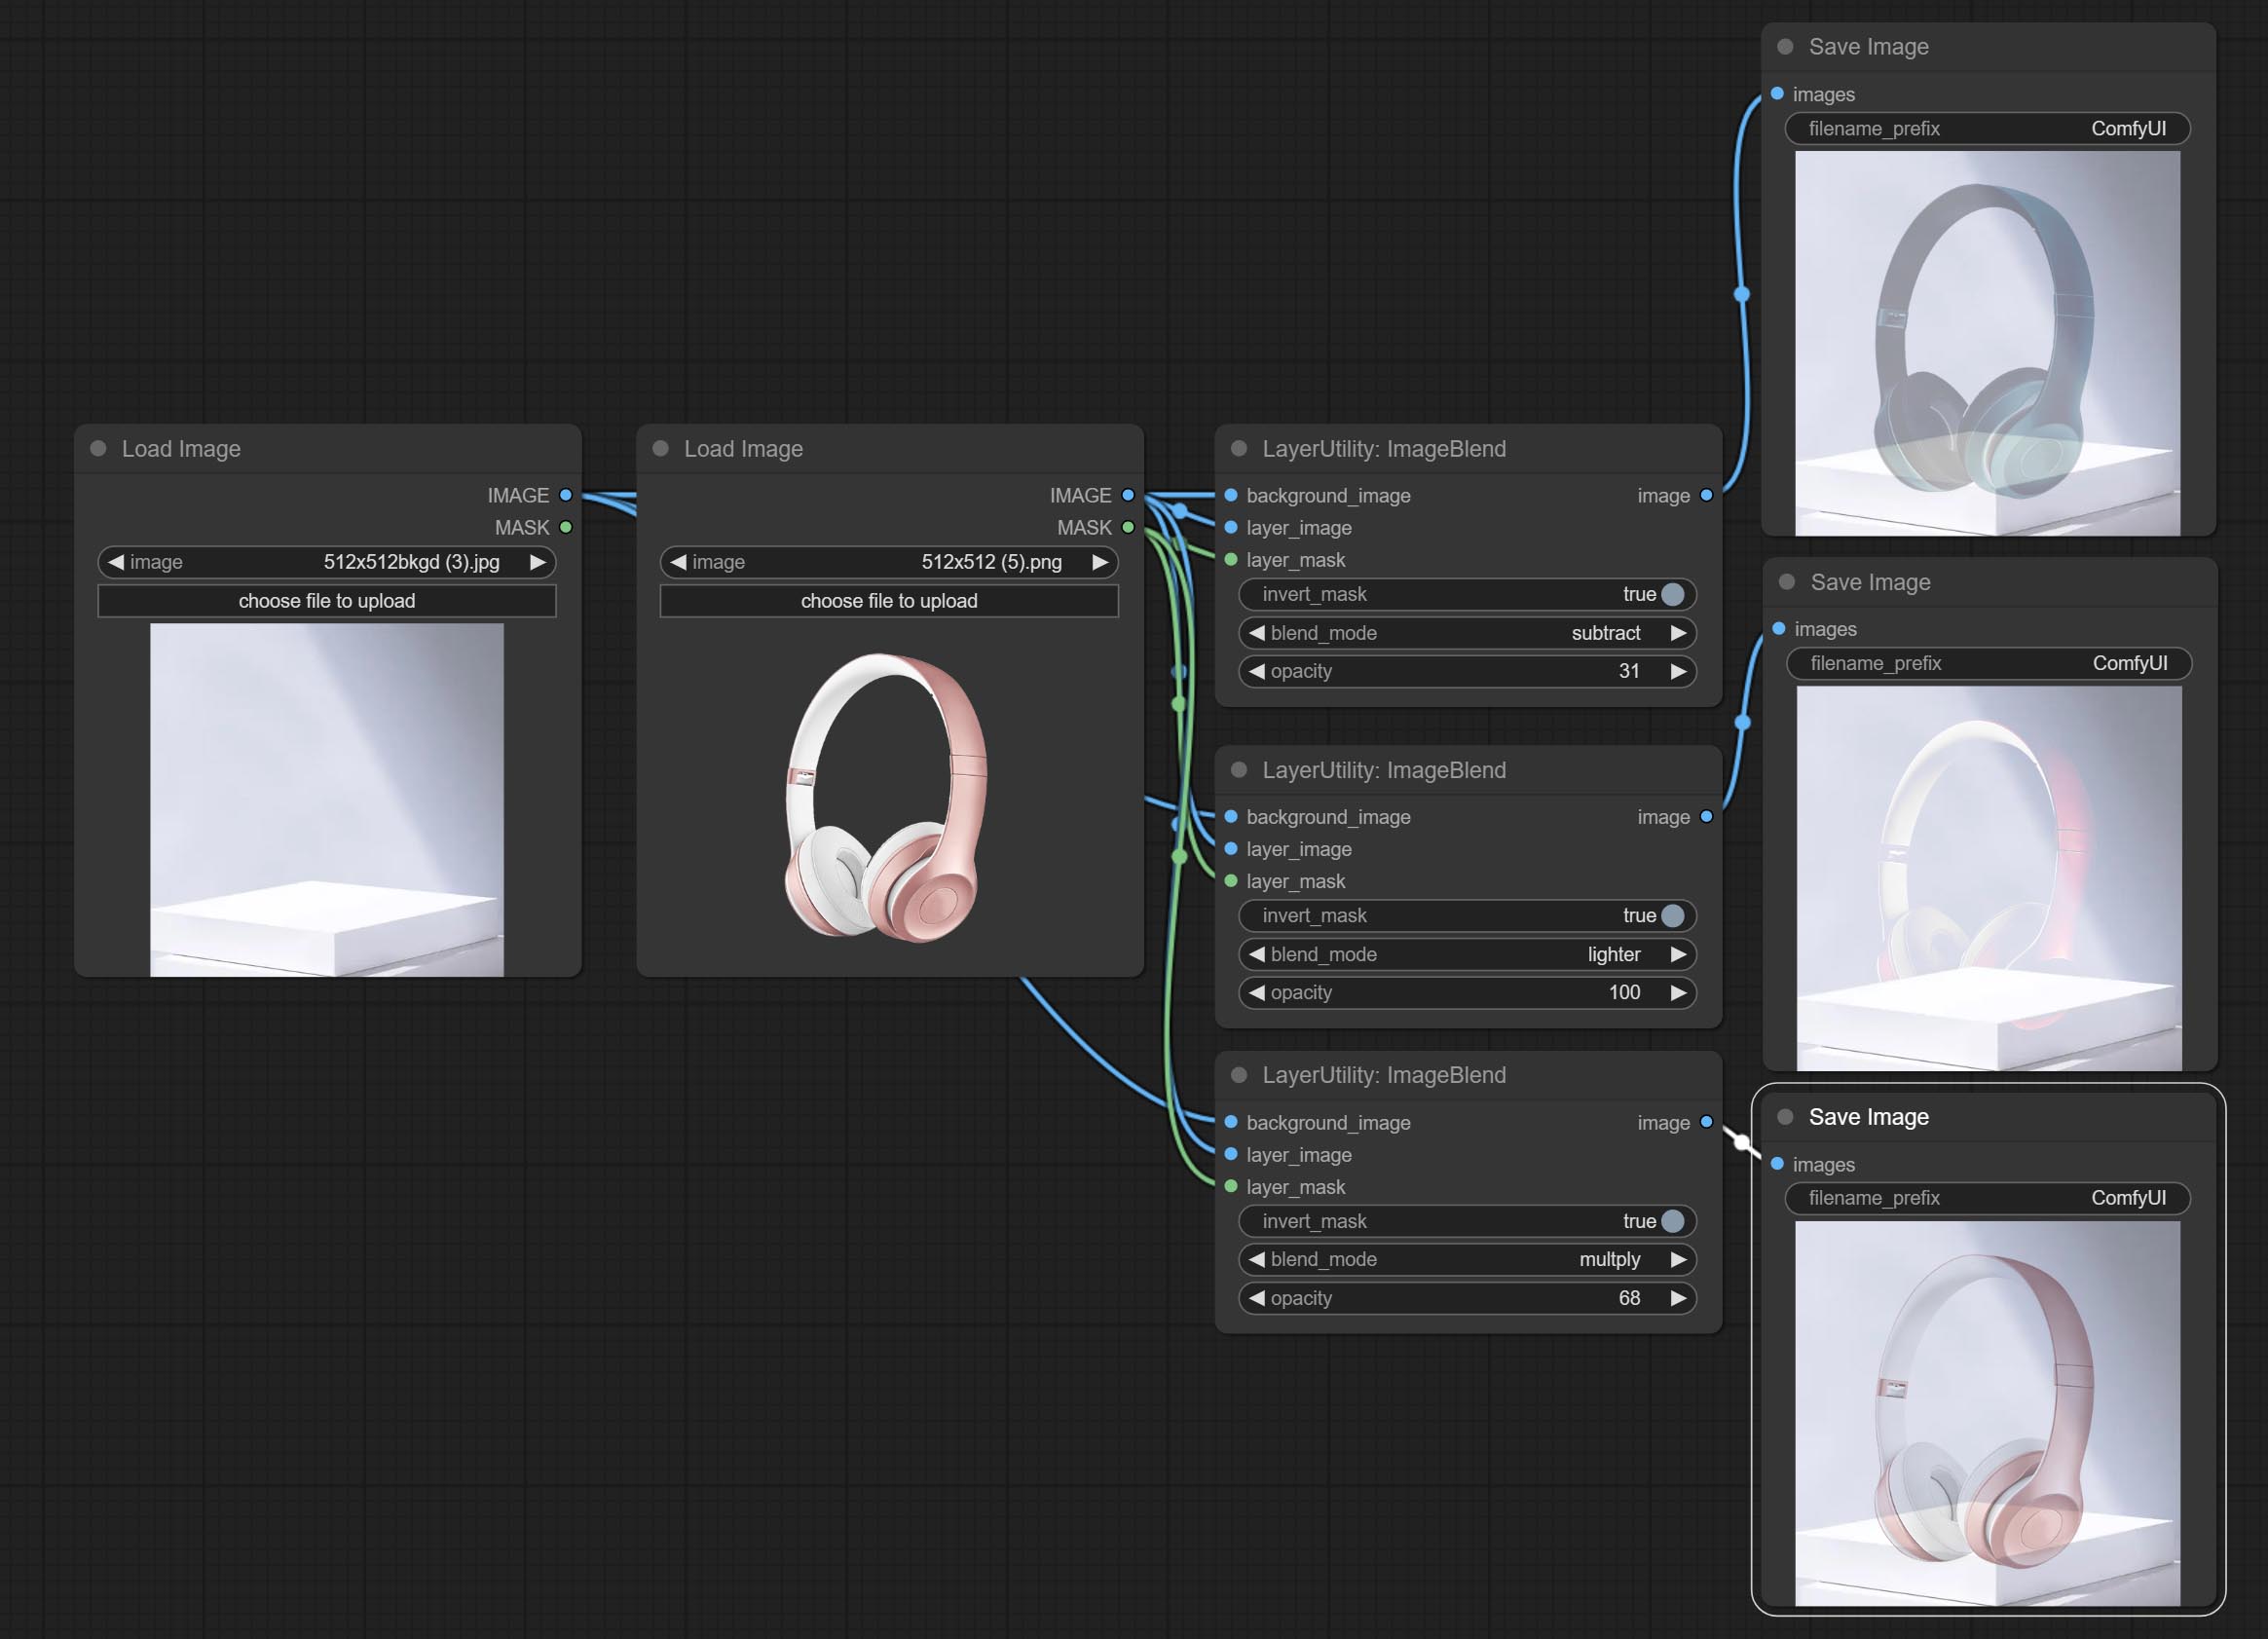 Load Image
IMAGE
MASK
image 512x512bkgd (3).jpg
choose file to upload
Load Image
IMAGE
MASK
image 512x512 (5).png
choose file to upload
LayerUtility: ImageBlend
background_image image
layer_image
layer_mask
invert_mask true
blend_mode subtract
opacity 31
LayerUtility: ImageBlend
background_image image
layer_image
layer_mask
invert_mask true
blend_mode lighter
opacity 100
LayerUtility: ImageBlend
background_image image
layer_image
layer_mask
invert_mask true
blend_mode multply
opacity 68
Save Image
images
filename_prefix ComfyUI
Save Image
images
filename_prefix ComfyUI
Save Image
images
filename_prefix ComfyUI